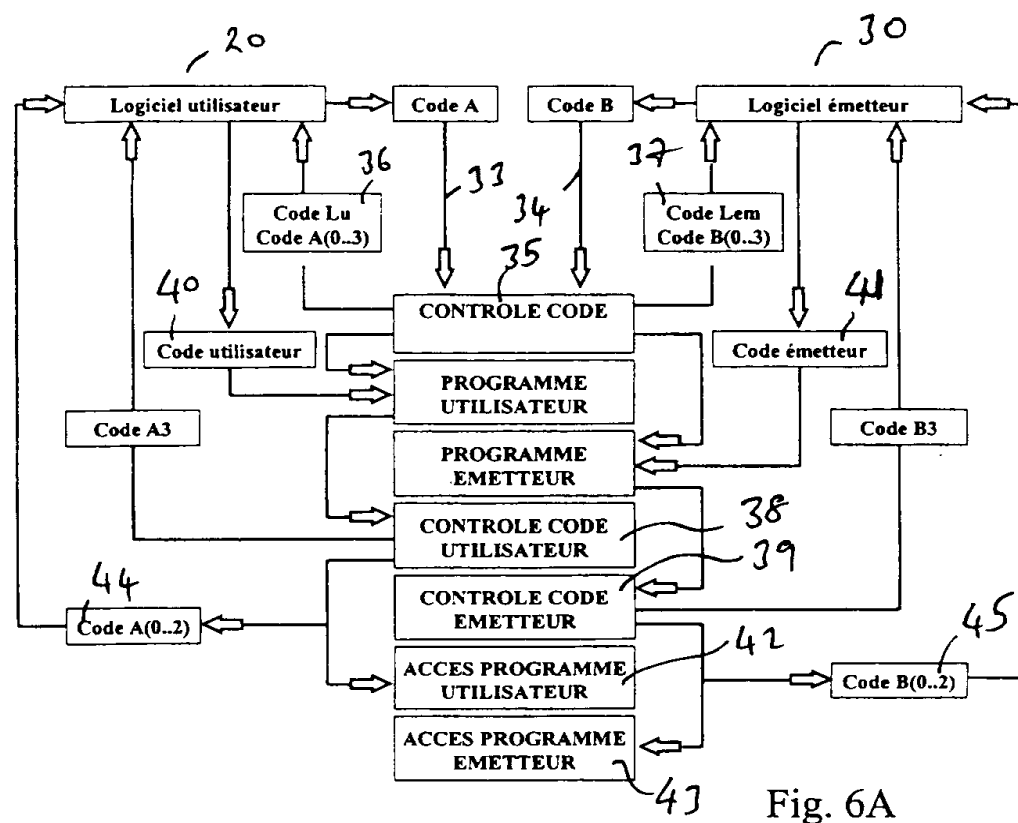 20
30
Logiciel utilisateur
Code A
Code B
Logiciel émetteur
36
33
34
37
Code Lu
Code A(0..3)
Code Lem
Code B(0..3)
35
CONTROLE CODE
40
41
Code utilisateur
Code émetteur
PROGRAMME
UTILISATEUR
Code A3
Code B3
PROGRAMME
EMETTEUR
38
CONTROLE CODE
UTILISATEUR
39
44
CONTROLE CODE
EMETTEUR
Code A(0..2)
42
45
ACCES PROGRAMME
UTILISATEUR
Code B(0..2)
ACCES PROGRAMME
EMETTEUR
43
Fig. 6A